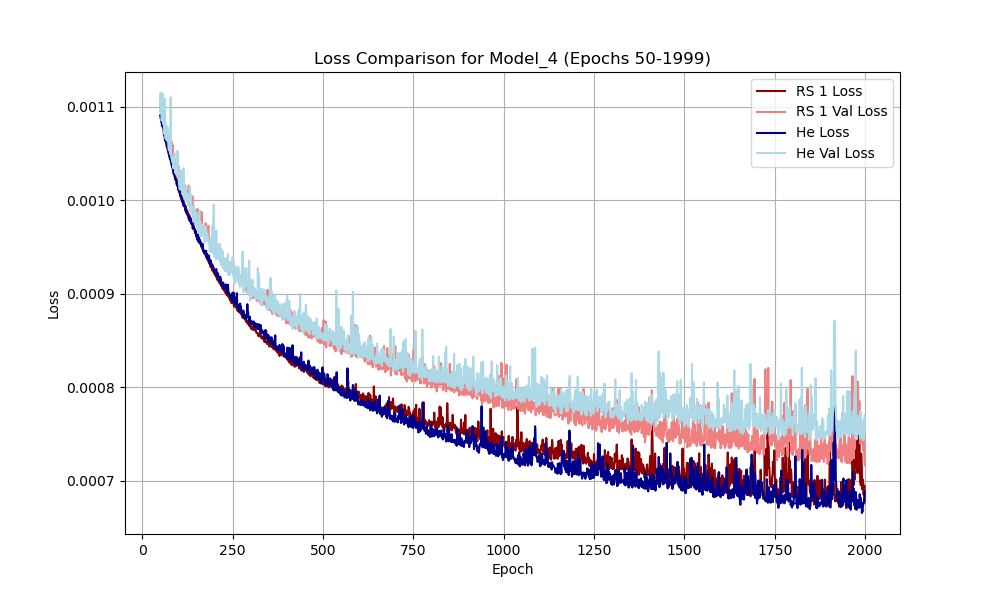 Loss Comparison for Model_4 (Epochs 50-1999)
RS 1 Loss
RS 1 Val Loss
He Loss
He Val Loss
0.0011
0.0010
0.0009
0.0008
0.0007
Loss
0 250 500 750 1000 1250 1500 1750 2000
Epoch